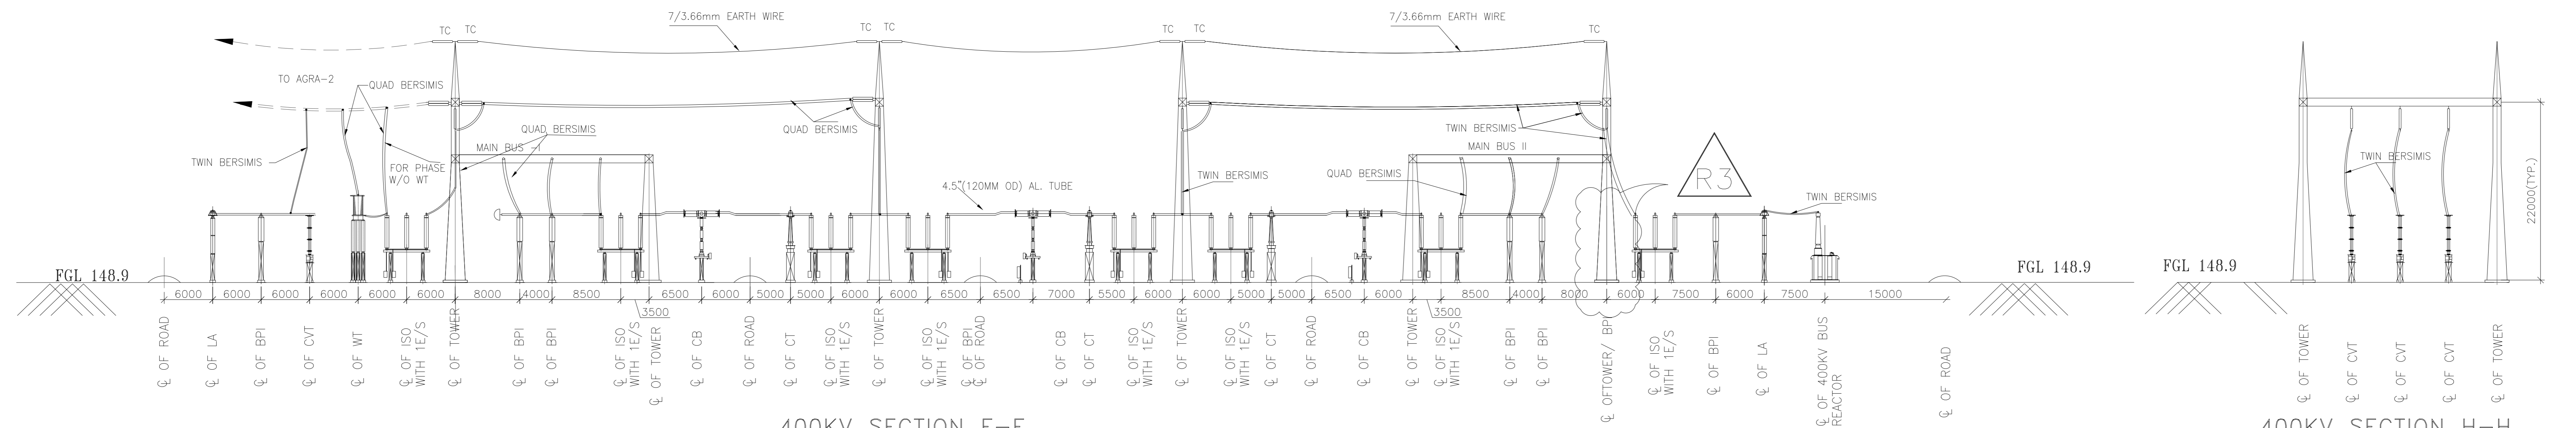 7/3.66mm EARTH WIRE
7/3.66mm EARTH WIRE
TC TC
TC TC
TC TC
TC
TO AGRA-2
QUAD BERSIMIS
QUAD BERSIMIS
QUAD BERSIMIS
TWIN BERSIMIS
MAIN BUS -I
MAIN BUS II
TWIN BERSIMIS
FOR PHASE
W/O WT
4.5"(120MM OD) AL. TUBE
TWIN BERSIMIS
QUAD BERSIMIS
R3
TWIN BERSIMIS
TWIN BERSIMIS
22000(TYP.)
FGL 148.9
FGL 148.9
FGL 148.9
6000 6000 6000 6000 6000 6000 8000 4000 8500 6500 6000 5000 5000 6000 6000 6500 6500 7000 5500 6000 6000 5000 5000 6500 6000 8500 4000 8000 6000 7500 6000 7500 15000
3500
3500
℄ OF ROAD
℄ OF LA
℄ OF BPI
℄ OF CVT
℄ OF WT
℄ OF ISO
WITH 1E/S
℄ OF TOWER
℄ OF BPI
℄ OF BPI
℄ OF ISO
WITH 1E/S
℄ OF TOWER
℄ OF CB
℄ OF ROAD
℄ OF CT
℄ OF ISO
WITH 1E/S
℄ OF TOWER
℄ OF ISO
WITH 1E/S
℄ OF BPI
℄ OF ROAD
℄ OF CB
℄ OF CT
℄ OF ISO
WITH 1E/S
℄ OF TOWER
℄ OF ISO
WITH 1E/S
℄ OF CT
℄ OF ROAD
℄ OF CB
℄ OF TOWER
℄ OF ISO
WITH 1E/S
℄ OF BPI
℄ OF BPI
℄ OFTOWER/ BPI
℄ OF ISO
WITH 1E/S
℄ OF BPI
℄ OF LA
℄ OF 400KV BUS
REACTOR
℄ OF ROAD
℄ OF TOWER
℄ OF CVT
℄ OF CVT
℄ OF CVT
℄ OF TOWER
400KV SECTION
400KV SECTION H-H